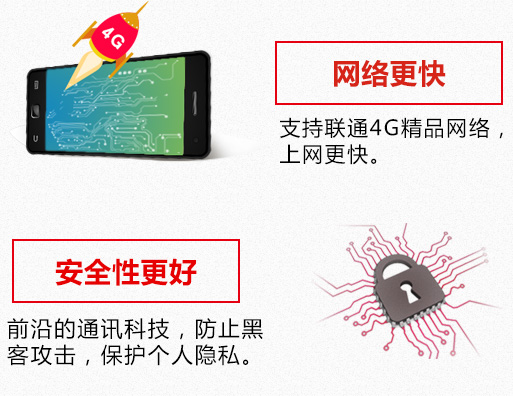 4G
网络更快
支持联通4G精品网络，
上网更快。
安全性更好
前沿的通讯科技，防止黑
客攻击，保护个人隐私。